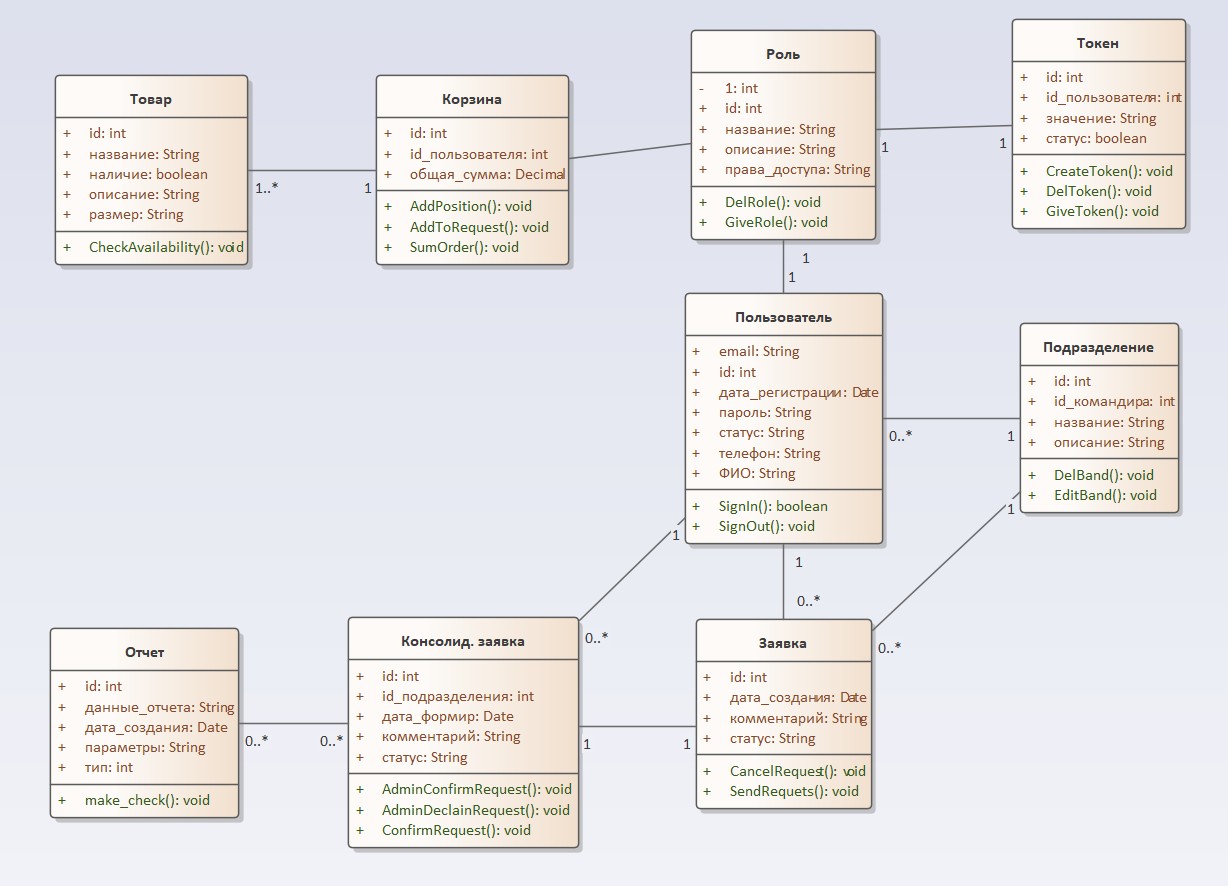 Товар
+ id: int
+ название: String
+ наличие: boolean
+ описание: String
+ размер: String
+ CheckAvailability(): void
1..*
1
Корзина
+ id: int
+ id_пользователя: int
+ общая_сумма: Decimal
+ AddPosition(): void
+ AddToRequest(): void
+ SumOrder(): void
Роль
- 1: int
+ id: int
+ название: String
+ описание: String
+ права_доступа: String
+ DelRole(): void
+ GiveRole(): void
1
1
Токен
+ id: int
+ id_пользователя: int
+ значение: String
+ статус: boolean
+ CreateToken(): void
+ DelToken(): void
+ GiveToken(): void
1
1
Пользователь
+ email: String
+ id: int
+ дата_регистрации: Date
+ пароль: String
+ статус: String
+ телефон: String
+ ФИО: String
+ SignIn(): boolean
+ SignOut(): void
0..*
1
Подразделение
+ id: int
+ id_командира: int
+ название: String
+ описание: String
+ DelBand(): void
+ EditBand(): void
1
1
1
0..*
0..*
0..*
Отчет
+ id: int
+ данные_отчета: String
+ дата_создания: Date
+ параметры: String
+ тип: int
+ make_check(): void
0..*
0..*
Консолид. заявка
+ id: int
+ id_подразделения: int
+ дата_формир: Date
+ комментарий: String
+ статус: String
+ AdminConfirmRequest(): void
+ AdminDeclainRequest(): void
+ ConfirmRequest(): void
1
1
Заявка
+ id: int
+ дата_создания: Date
+ комментарий: String
+ статус: String
+ CancelRequest(): void
+ SendRequets(): void